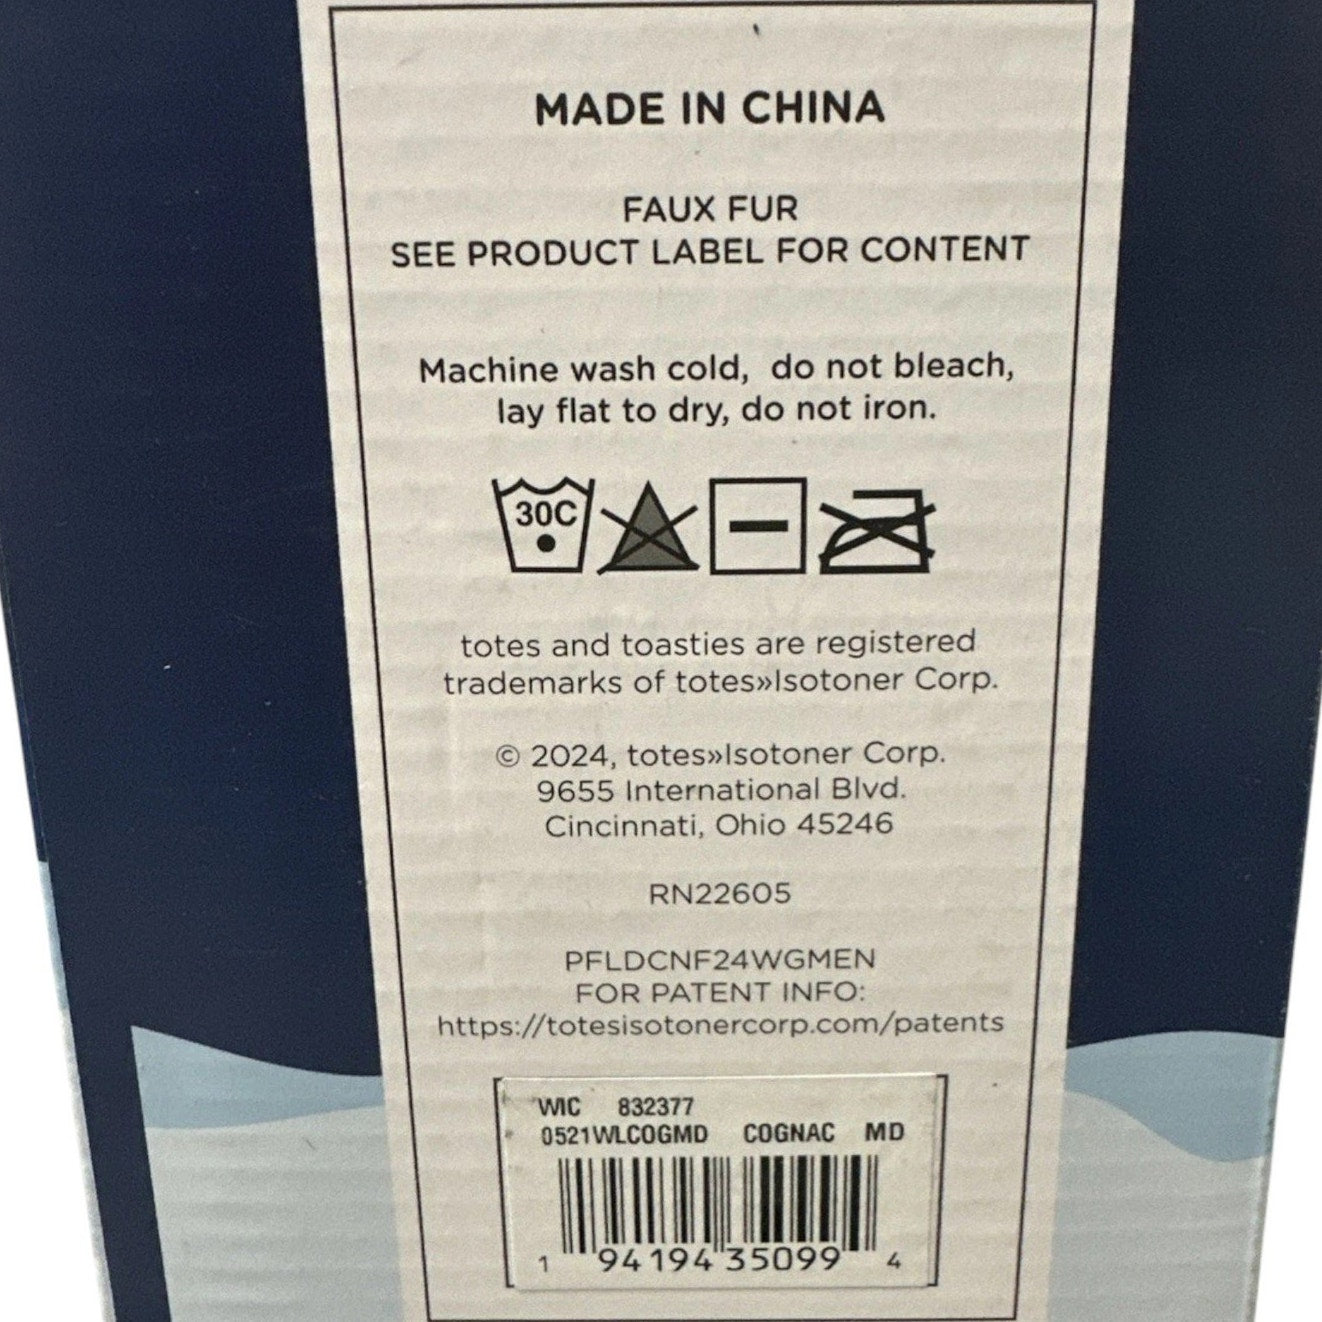 MADE IN CHINA
FAUX FUR
SEE PRODUCT LABEL FOR CONTENT
Machine wash cold, do not bleach,
lay flat to dry, do not iron.
30C
totes and toasties are registered
trademarks of totes»Isotoner Corp.
© 2024, totes»Isotoner Corp.
9655 International Blvd.
Cincinnati, Ohio 45246
RN22605
PFLDCNF24WGMEN
FOR PATENT INFO:
https://totesisotonercorp.com/patents
WIC 832377
0521WLCOGMD COGNAC MD
1 94194 35099 4